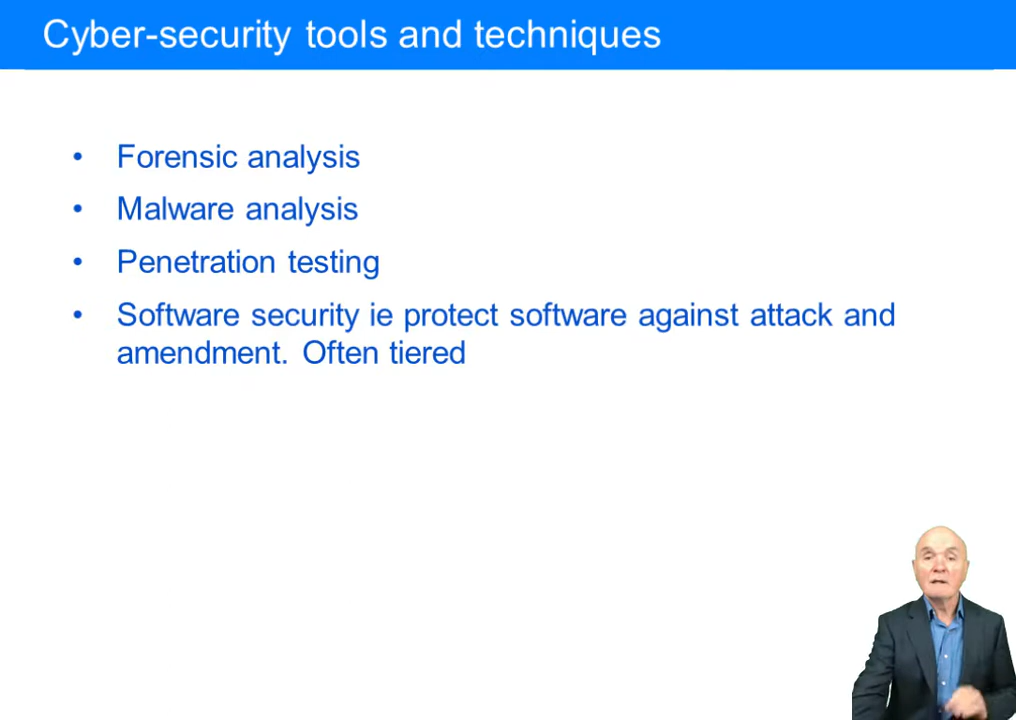 Cyber-security tools and techniques
• Forensic analysis
• Malware analysis
• Penetration testing
• Software security ie protect software against attack and
amendment. Often tiered